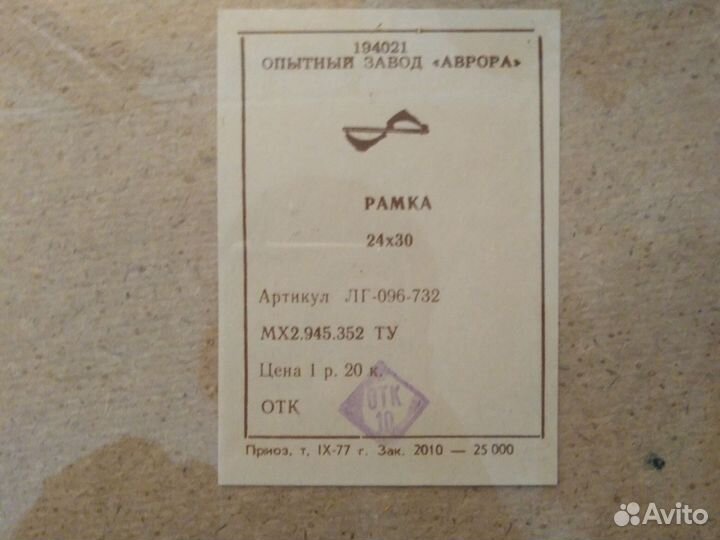 194021
ОПЫТНЫЙ ЗАВОД «АВРОРА»
РАМКА
24х30
Артикул ЛГ-096-732
МХ2.945.352 ТУ
Цена 1 р. 20 к.
ОТК
ОТК
10
Приоз, т, IX-77 г. Зак. 2010 — 25 000
Avito